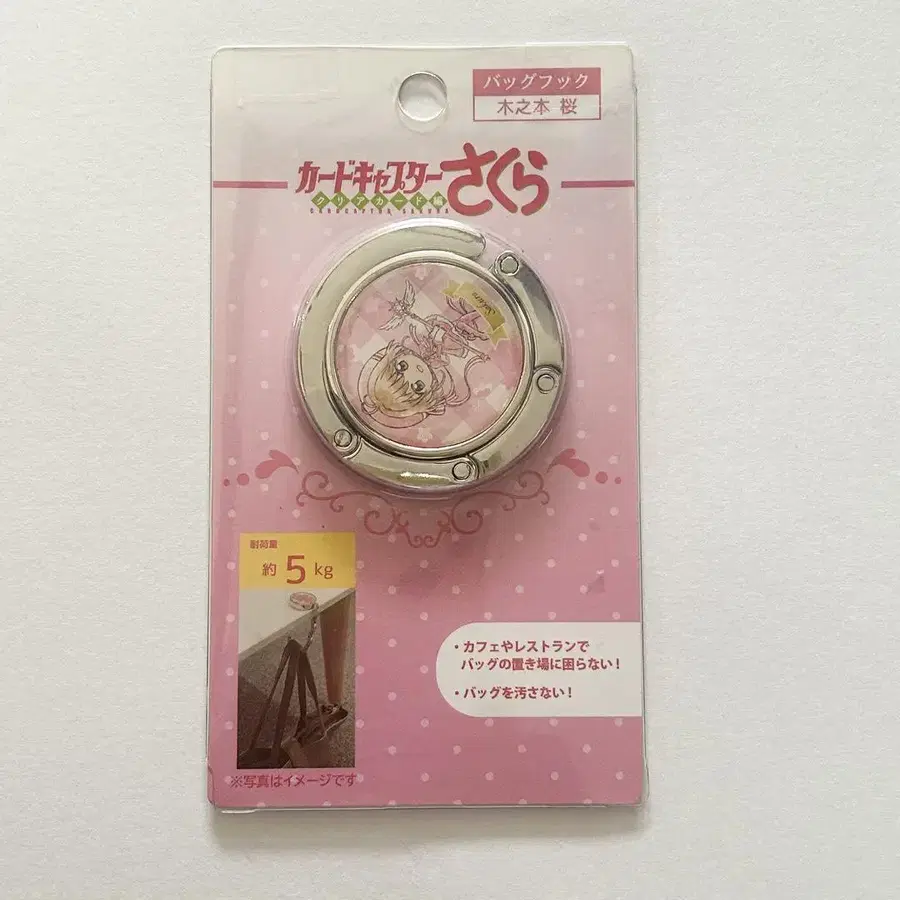 バッグフック
木之本 桜
カードキャプターさくら
クリアカード編
CARDCAPTOR SAKURA
耐荷重
約 5 kg
・カフェやレストランで
バッグの置き場に困らない！
・バッグを汚さない！
※写真はイメージです